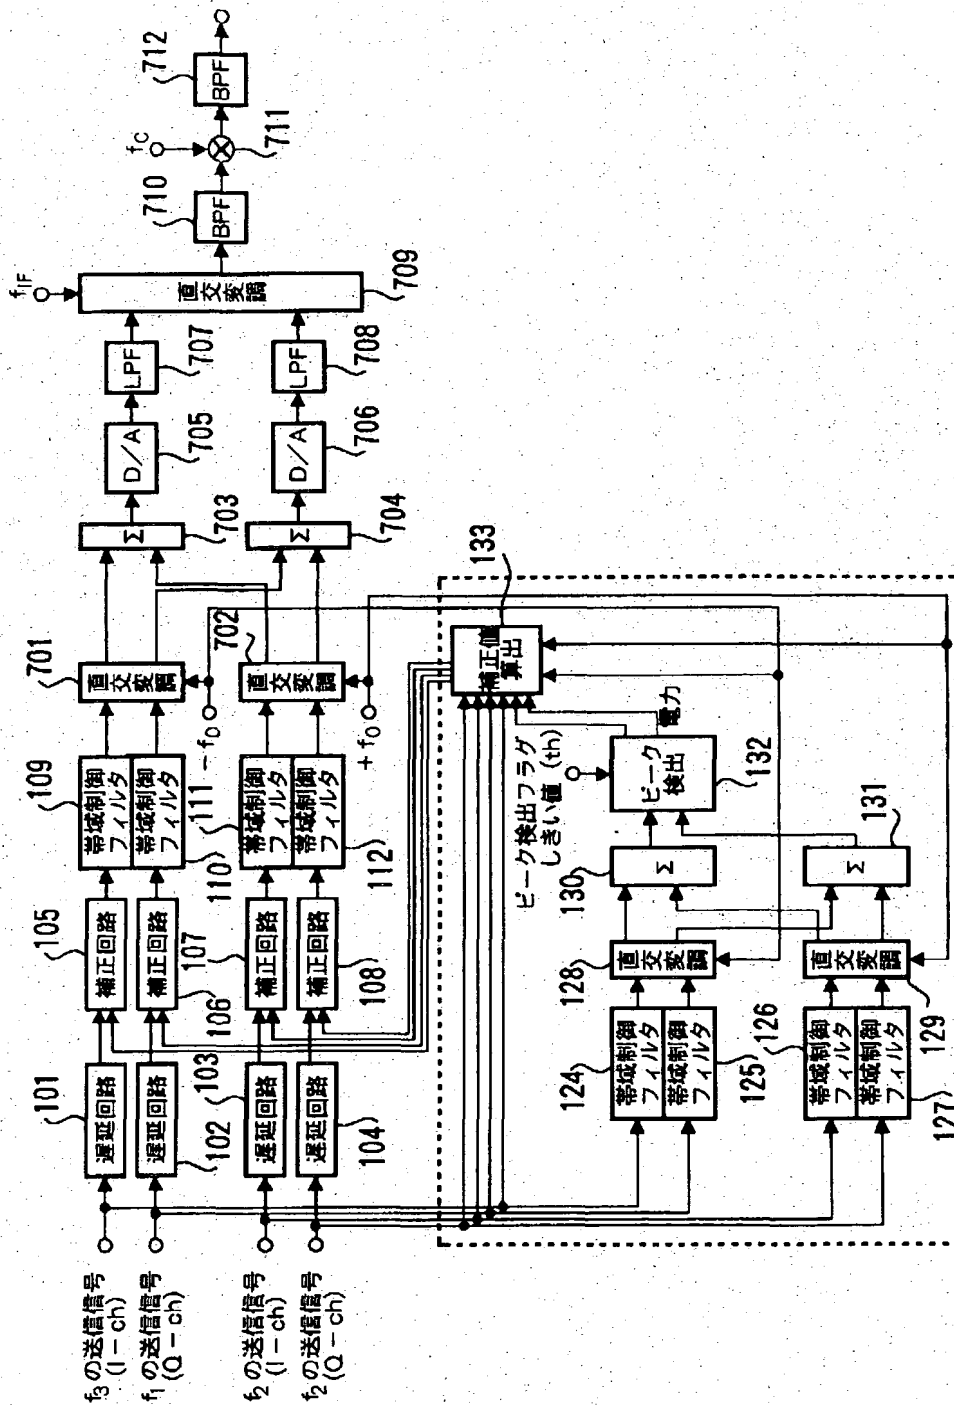 f3 の送信信号
(I－ch)
f1 の送信信号
(Q－ch)
f2 の送信信号
(I－ch)
f2 の送信信号
(Q－ch)
101
遅延回路
遅延回路
102
103
遅延回路
遅延回路
104
105
補正回路
補正回路
106
107
補正回路
補正回路
108
109
帯域制御
フィルタ
帯域制御
フィルタ
110
111
帯域制御
フィルタ
帯域制御
フィルタ
112
701
直交変調
－f0
702
直交変調
＋f0
Σ
703
Σ
704
D/A
705
D/A
706
LPF
707
LPF
708
fIF
直交変調
709
710
BPF
fC
711
712
BPF
124
帯域制御
フィルタ
帯域制御
フィルタ
125
126
帯域制御
フィルタ
帯域制御
フィルタ
127
128
直交変調
直交変調
129
130
Σ
131
Σ
ピーク検出フラグ
しきい値 (th)
ピーク
検出
132
電力
133
補正値
算出